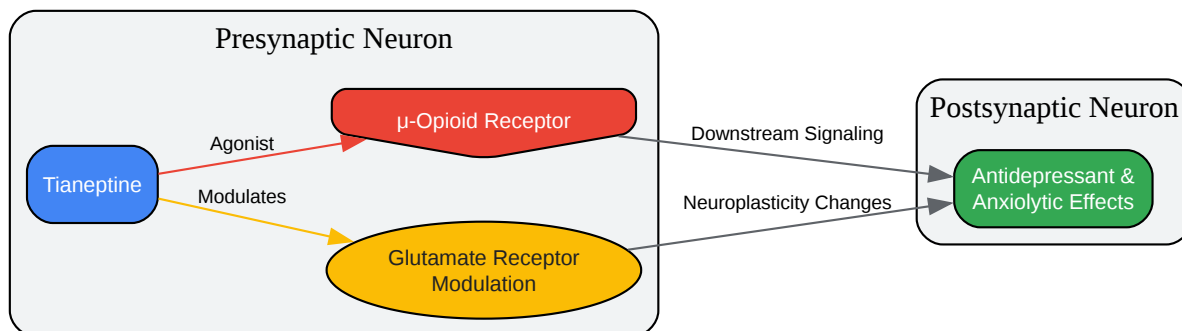 Presynaptic Neuron
Postsynaptic Neuron
μ-Opioid Receptor
Downstream Signaling
Agonist
Tianeptine
Modulates
Antidepressant &
Anxiolytic Effects
Neuroplasticity Changes
Glutamate Receptor
Modulation